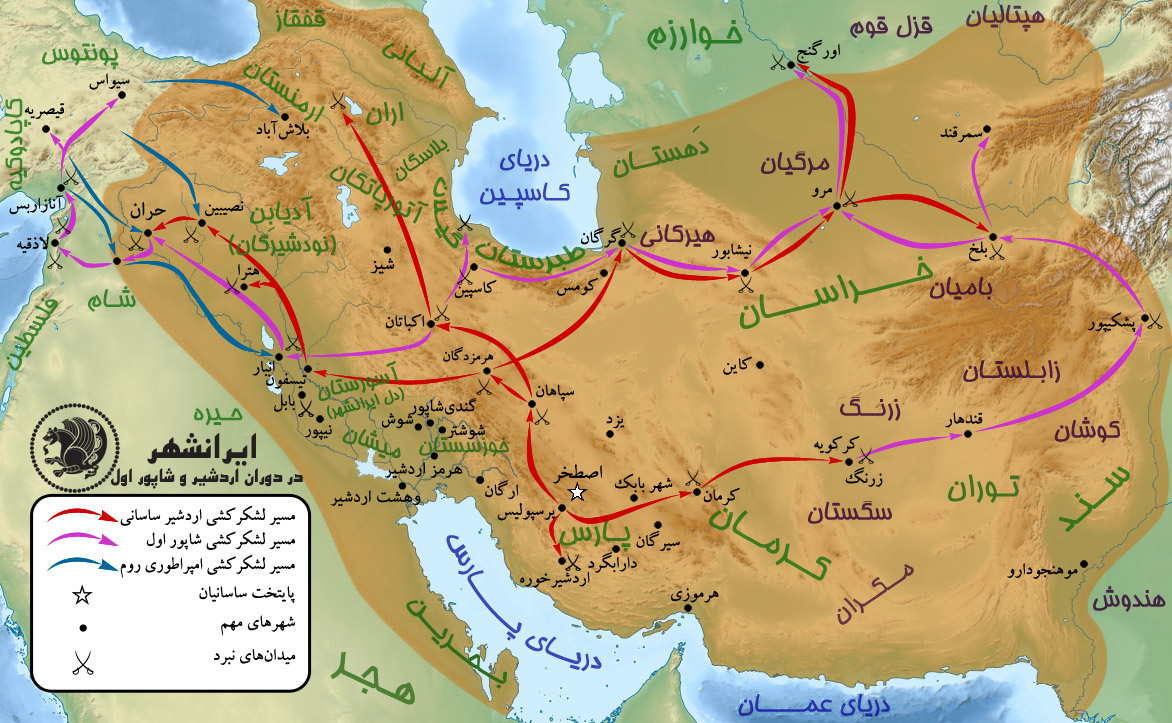 قفقاز
هپتالیان
قزل قوم
خوارزم
اورگنج
پونتوس
سیواس
آلبانی
ارمنستان
اران
بلاش‌آباد
قیصریه
کاپادوکیه
سمرقند
دهستان
دریای
کاسپین
مرگیان
مرو
بلاسگان
آتورپاتگان
گیلان
آنازاربس
حران
نصیبین
آدیابن
(نودشیرگان)
لاذقیه
شیز
هترا
طبرستان
گرگان
هیرکانی
نیشابور
بلخ
کاسپین
کومس
خراسان
بامیان
شام
فلسطین
اکباتان
پشکیپور
انبار
تیسفون
هرمزدگان
آسورستان
(دل ایرانشهر)
کاین
زابلستان
سپاهان
بابل
نیپور
گندی‌شاپور
شوش
شوشتر
خوزستان
میشان
حیره
یزد
زرنگ
کرکویه
زرنگ
قندهار
کوشان
ایرانشهر
در دوران اردشیر و شاپور اول
هرمز اردشیر
وهشت اردشیر
ارگان
اصطخر
پرسپولیس
شهر بابک
کرمان
توران
سند
پارس
سیرگان
دارابگرد
اردشیرخوره
کرمان
سگستان
مکران
موهنجودارو
هندوش
هرموزی
دریای پارس
بحرین
هجر
دریای عمان
مسیر لشکرکشی اردشیر ساسانی
مسیر لشکرکشی شاپور اول
مسیر لشکرکشی امپراطوری روم
پایتخت ساسانیان
شهرهای مهم
میدان‌های نبرد